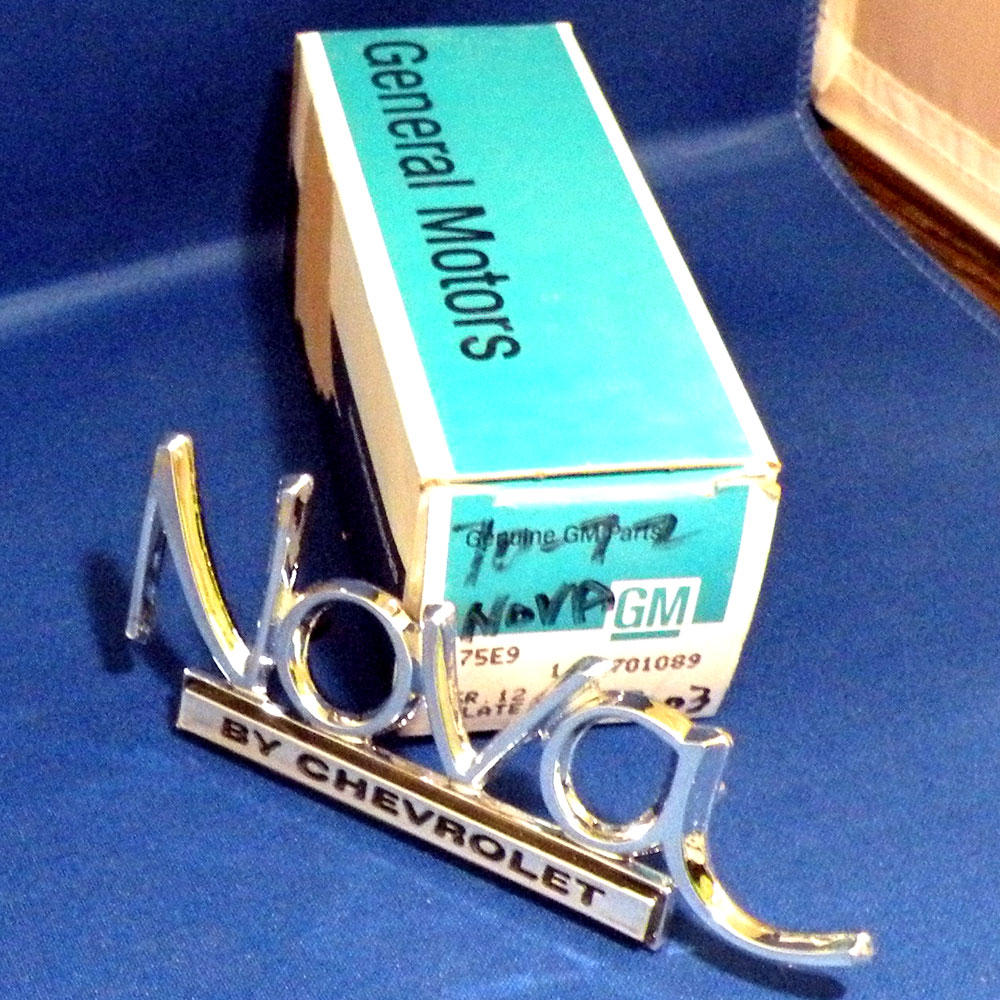 General Motors
Genuine GM Parts
NOVA
GM
75E9
701089
Nova
BY CHEVROLET